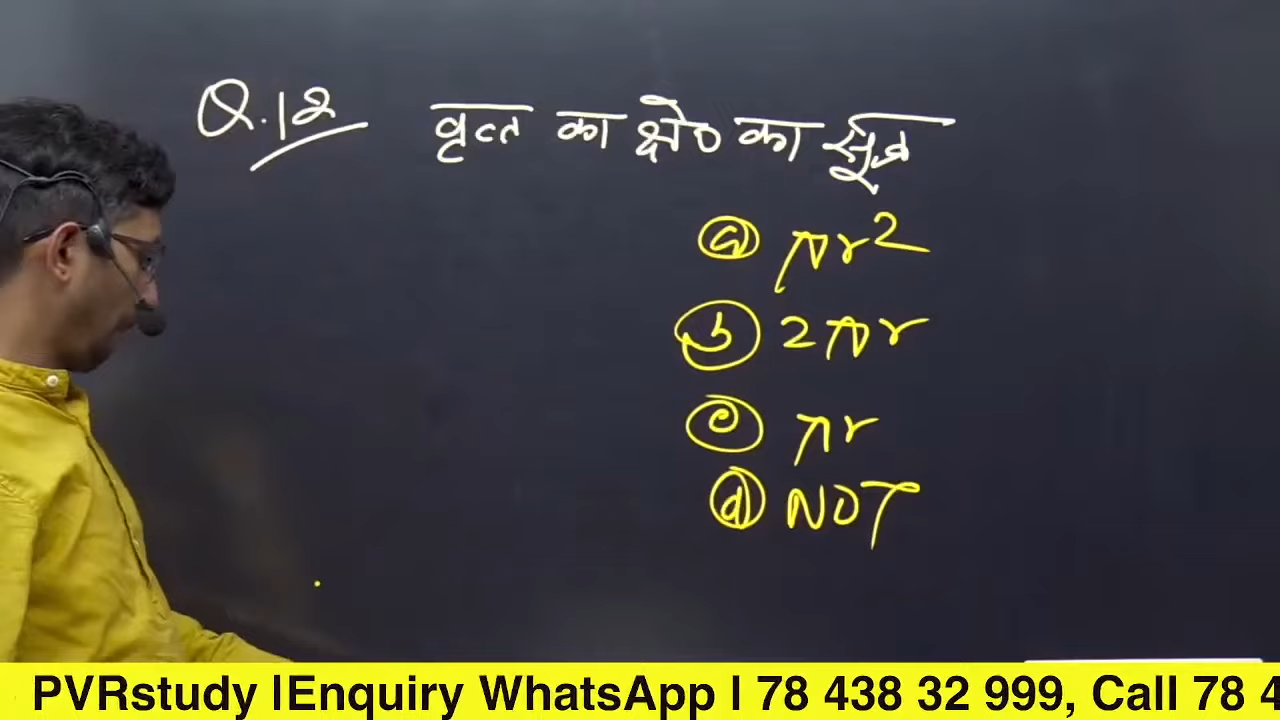 Q.12 वृत्त का क्षे० का सूत्र
(a) πr²
(b) 2πr
(c) πr
(d) NOT
PVRstudy |Enquiry WhatsApp | 78 438 32 999, Call 78 4